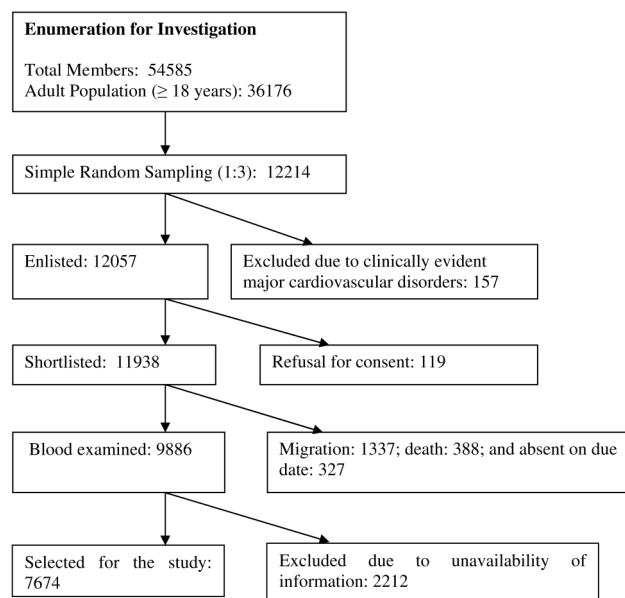 Enumeration for Investigation
Total Members: 54585
Adult Population (≥ 18 years): 36176
Simple Random Sampling (1:3): 12214
Enlisted: 12057
Excluded due to clinically evident
major cardiovascular disorders: 157
Shortlisted: 11938
Refusal for consent: 119
Blood examined: 9886
Migration: 1337; death: 388; and absent on due
date: 327
Selected for the study:
7674
Excluded due to unavailability of
information: 2212